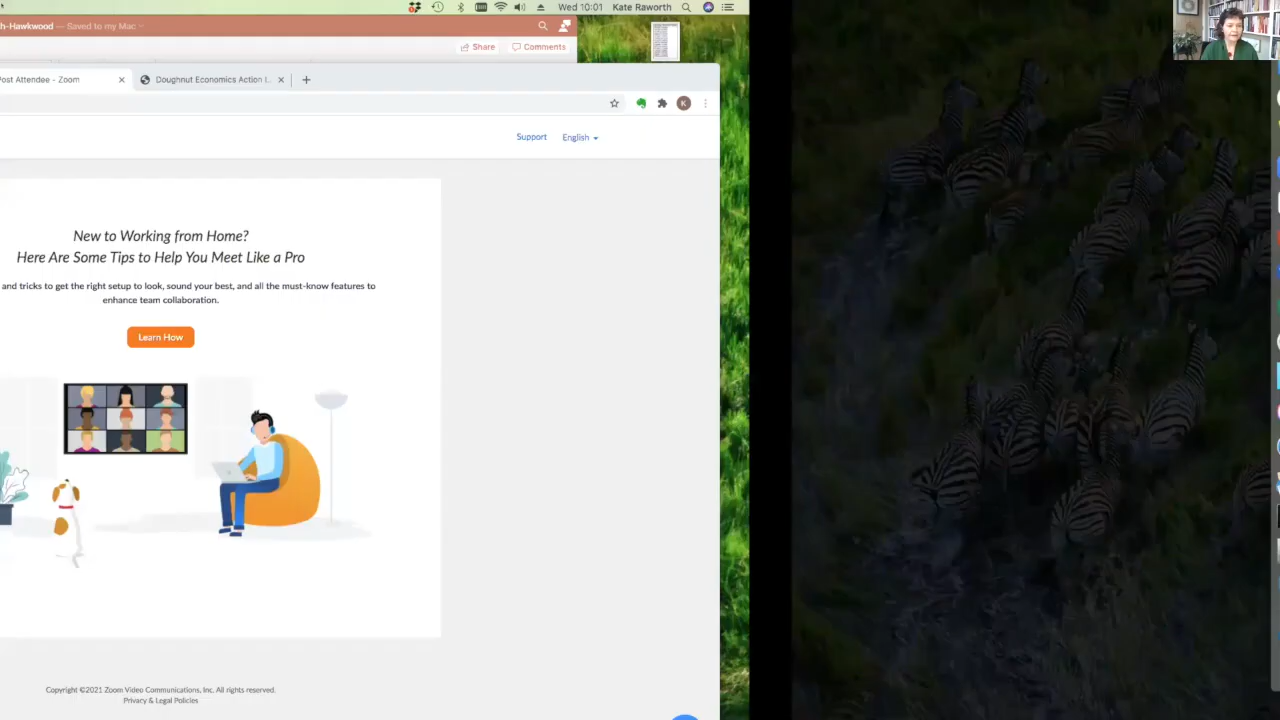 Wed 10:01 Kate Raworth
h-Hawkwood — Saved to my Mac
Share Comments
Post Attendee - Zoom
Doughnut Economics Action
K
Support English
New to Working from Home?
Here Are Some Tips to Help You Meet Like a Pro
and tricks to get the right setup to look, sound your best, and all the must-know features to
enhance team collaboration.
Learn How
Copyright ©2021 Zoom Video Communications, Inc. All rights reserved.
Privacy & Legal Policies